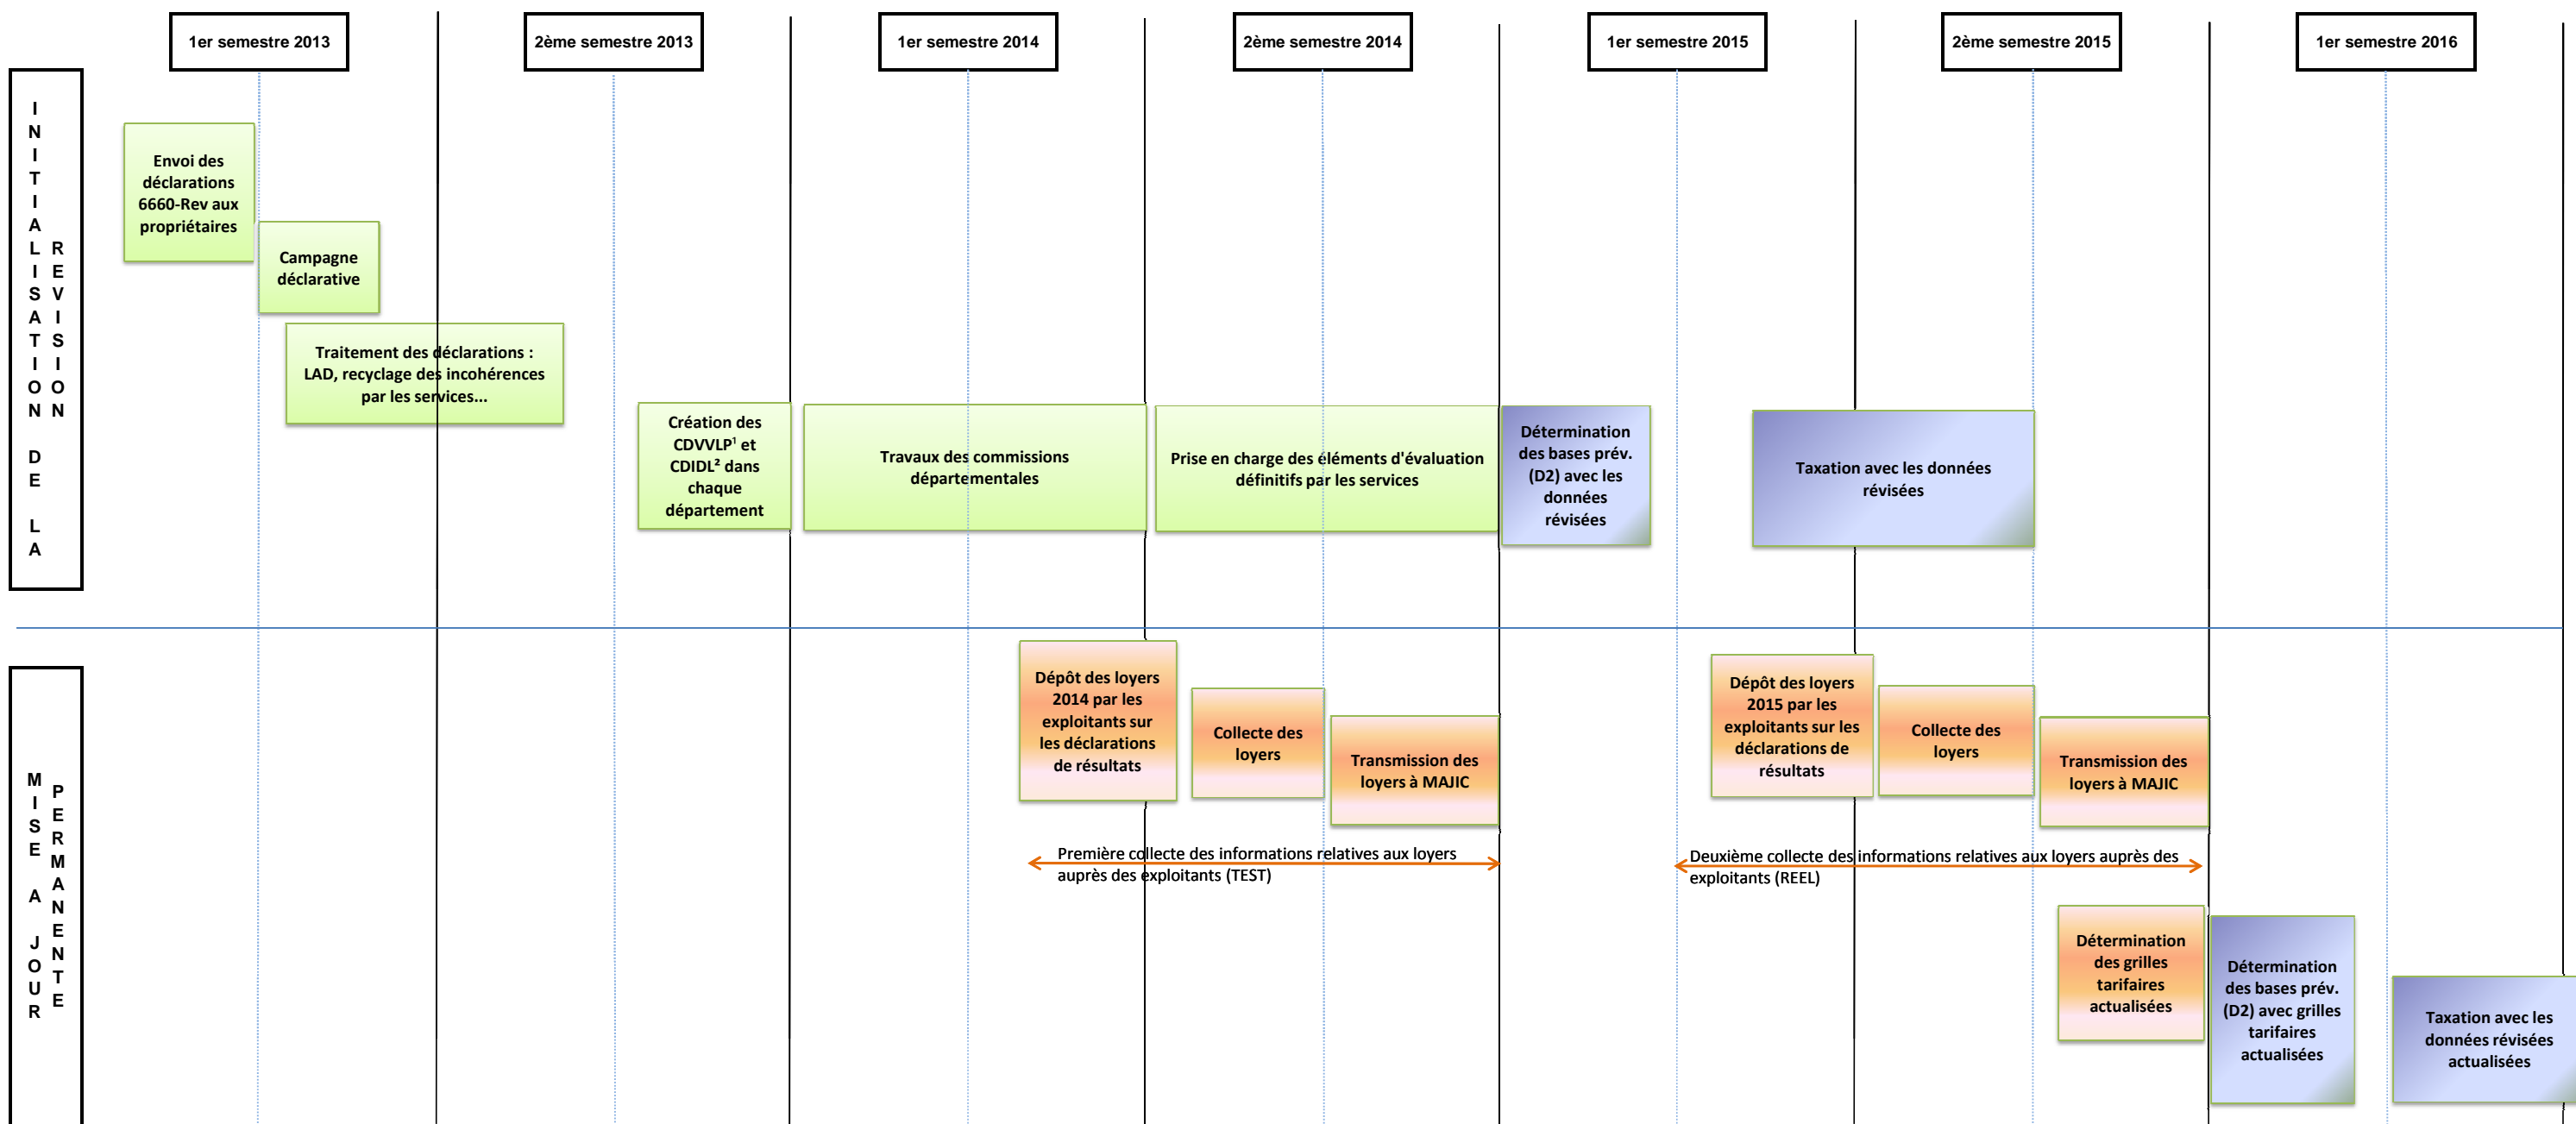 1er semestre 2013
2ème semestre 2013
1er semestre 2014
2ème semestre 2014
1er semestre 2015
2ème semestre 2015
1er semestre 2016
INITIALISATION DE LA
REVISION
Envoi des
déclarations
6660-Rev aux
propriétaires
Campagne
déclarative
Traitement des déclarations :
LAD, recyclage des incohérences
par les services...
Création des
CDVVLP¹ et
CDIDL² dans
chaque
département
Travaux des commissions
départementales
Prise en charge des éléments d'évaluation
définitifs par les services
Détermination
des bases prév.
(D2) avec les
données
révisées
Taxation avec les données
révisées
MISE A JOUR
PERMANENTE
Dépôt des loyers
2014 par les
exploitants sur
les déclarations
de résultats
Collecte des
loyers
Transmission des
loyers à MAJIC
Première collecte des informations relatives aux loyers
auprès des exploitants (TEST)
Dépôt des loyers
2015 par les
exploitants sur les
déclarations de
résultats
Collecte des
loyers
Transmission des
loyers à MAJIC
Deuxième collecte des informations relatives aux loyers auprès des
exploitants (REEL)
Détermination
des grilles
tarifaires
actualisées
Détermination
des bases prév.
(D2) avec grilles
tarifaires
actualisées
Taxation avec les
données révisées
actualisées